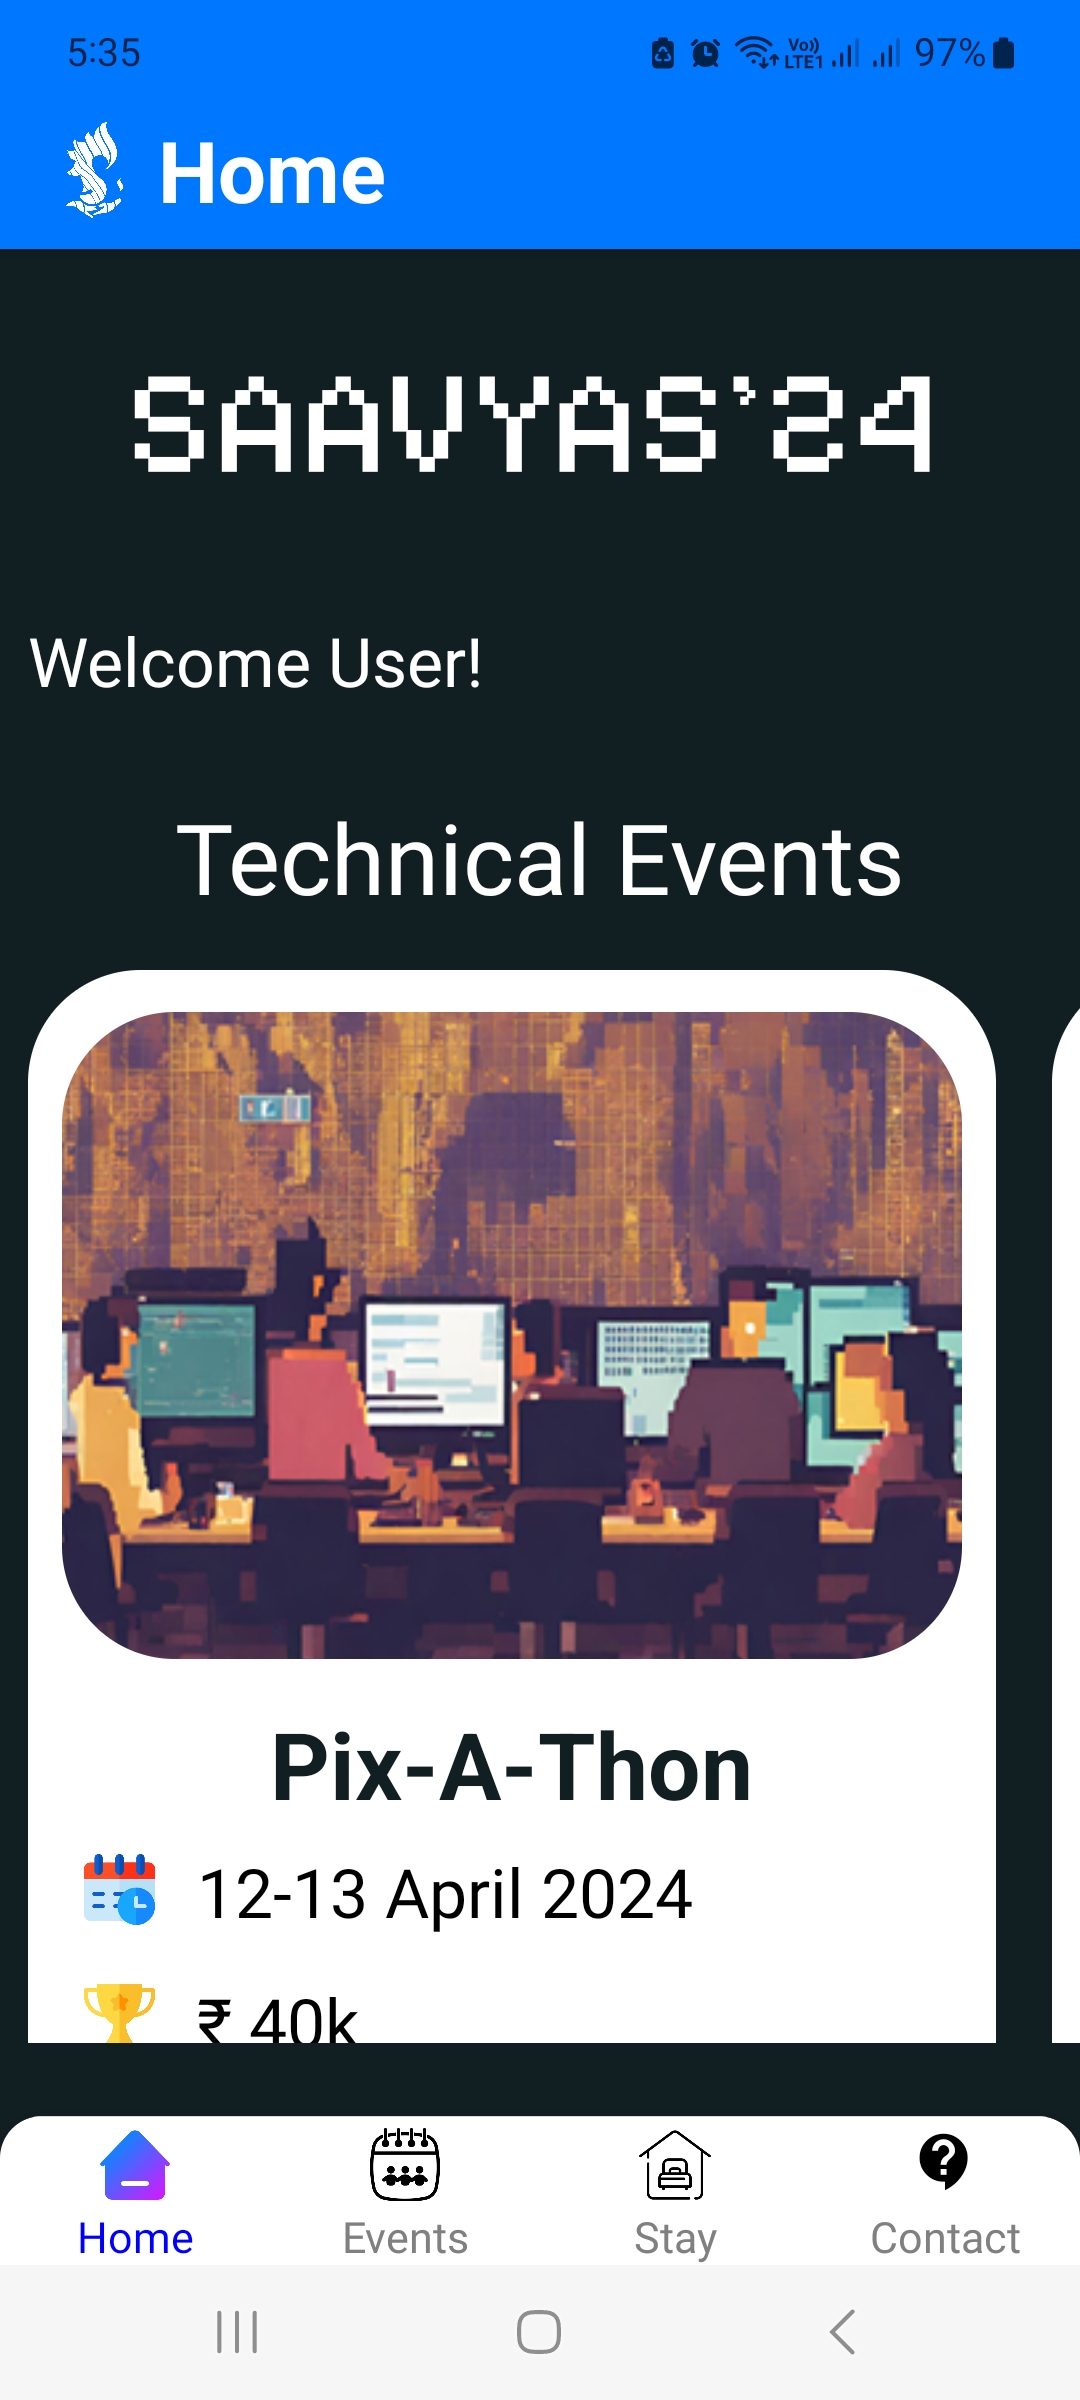 5:35
Vo)) LTE1 97%
Home
SAAVYAS'24
Welcome User!
Technical Events
Pix-A-Thon
12-13 April 2024
₹ 40k
Home Events Stay Contact